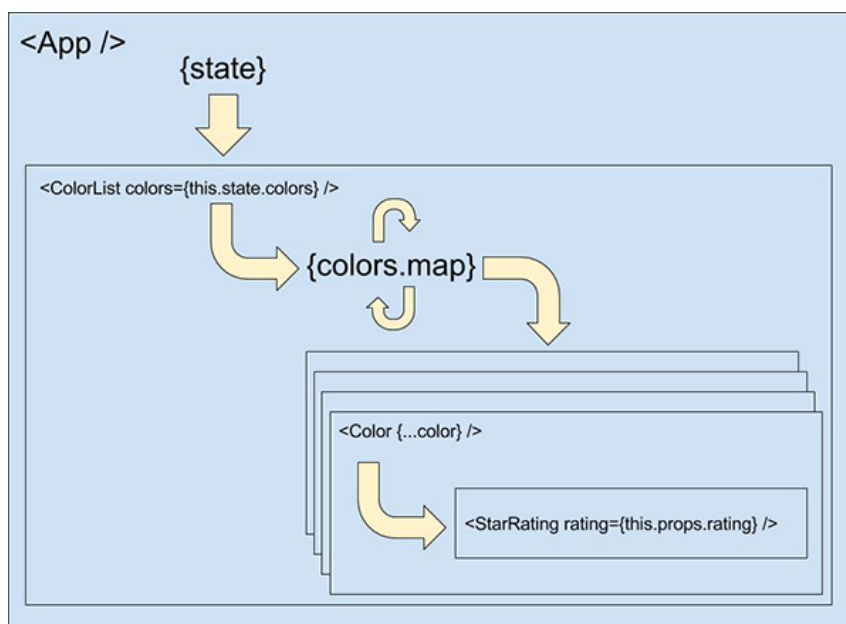 <App />
{state}
<ColorList colors={this.state.colors} />
{colors.map}
<Color {...color} />
<StarRating rating={this.props.rating} />